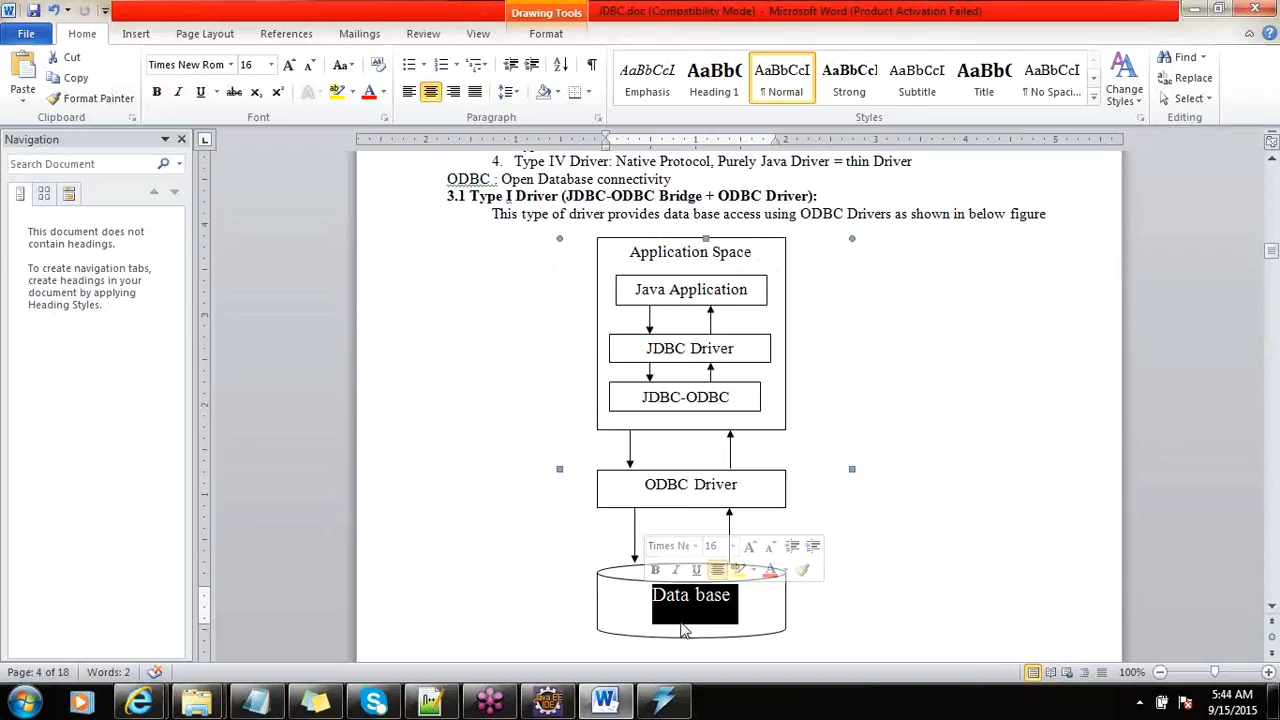 Drawing Tools
JDBC.doc [Compatibility Mode] - Microsoft Word (Product Activation Failed)
File
Home
Insert
Page Layout
References
Mailings
Review
View
Format
Paste
Cut
Copy
Format Painter
Clipboard
Times New Rom
16
Font
Paragraph
AaBbCcI
Emphasis
AaBb(
Heading 1
AaBbCcI
¶ Normal
AaBbCcl
Strong
AaBbCcI
Subtitle
AaBb(
Title
AaBbCcI
¶ No Spaci...
Styles
Change
Styles
Find
Replace
Select
Editing
Navigation
Search Document
This document does not
contain headings.
To create navigation tabs,
create headings in your
document by applying
Heading Styles.
4. Type IV Driver: Native Protocol, Purely Java Driver = thin Driver
ODBC : Open Database connectivity
3.1 Type I Driver (JDBC-ODBC Bridge + ODBC Driver):
This type of driver provides data base access using ODBC Drivers as shown in below figure
Application Space
Java Application
JDBC Driver
JDBC-ODBC
ODBC Driver
Times Ne
16
Data base
Page: 4 of 18
Words: 2
100%
5:44 AM
9/15/2015